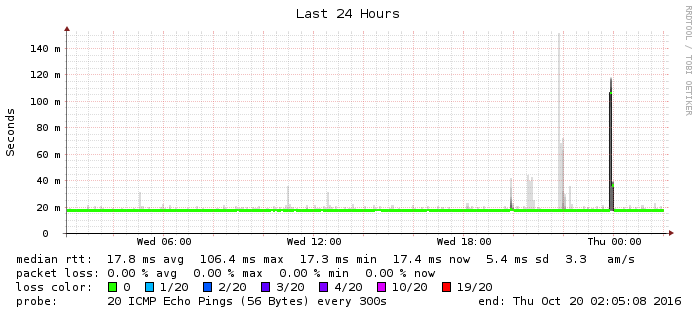 Last 24 Hours
RRDTOOL / TOBI OETIKER
Seconds
140 m
120 m
100 m
80 m
60 m
40 m
20 m
0
Wed 06:00 Wed 12:00 Wed 18:00 Thu 00:00
median rtt: 17.8 ms avg 106.4 ms max 17.3 ms min 17.4 ms now 5.4 ms sd 3.3 am/s
packet loss: 0.00 % avg 0.00 % max 0.00 % min 0.00 % now
loss color: 0 1/20 2/20 3/20 4/20 10/20 19/20
probe: 20 ICMP Echo Pings (56 Bytes) every 300s end: Thu Oct 20 02:05:08 2016